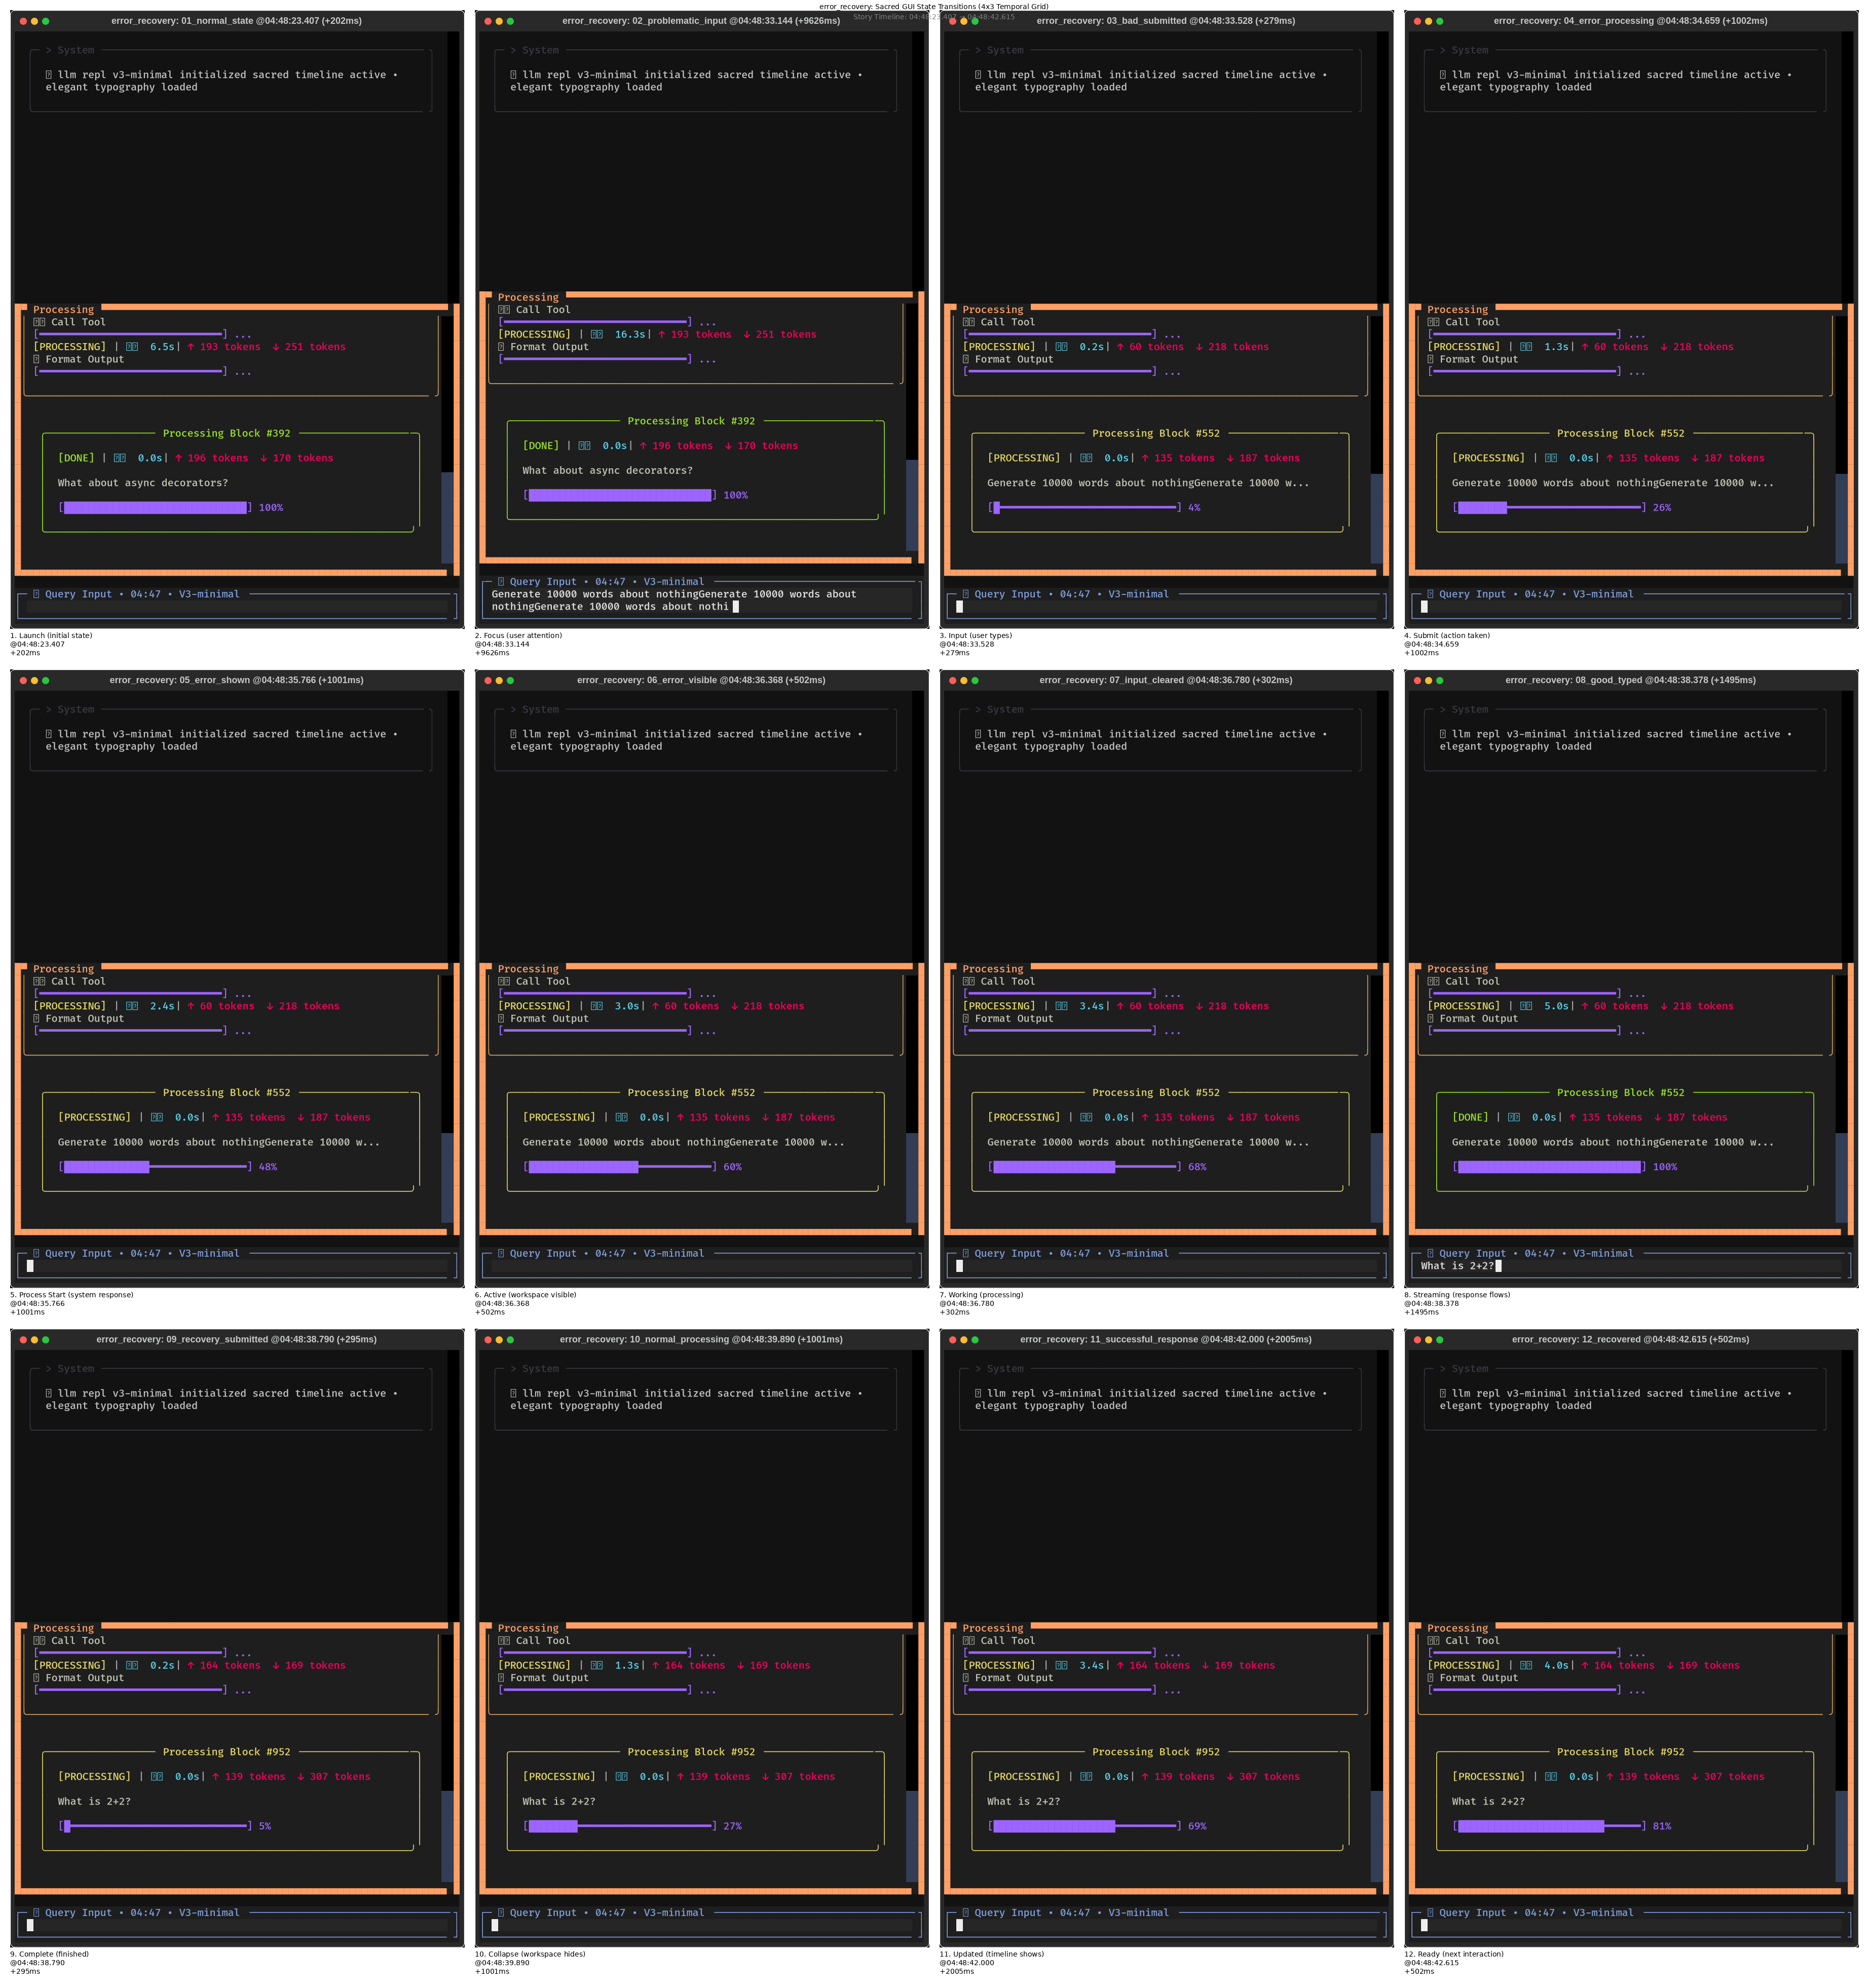 error_recovery: Sacred GUI State Transitions (4x3 Temporal Grid)
error_recovery: 01_normal_state @04:48:23.407 (+202ms)
> System
llm repl v3-minimal initialized sacred timeline active •
elegant typography loaded
Processing
Call Tool
[━━━━━━━━━━] ...
[PROCESSING] | 6.5s| ↑ 193 tokens ↓ 251 tokens
Format Output
[━━━━━━━━━━] ...
Processing Block #392
[DONE] | 0.0s| ↑ 196 tokens ↓ 170 tokens
What about async decorators?
[██████████] 100%
Query Input • 04:47 • V3-minimal
1. Launch (initial state)
@04:48:23.407
+202ms
error_recovery: 02_problematic_input @04:48:33.144 (+9626ms)
> System
llm repl v3-minimal initialized sacred timeline active •
elegant typography loaded
Processing
Call Tool
[━━━━━━━━━━] ...
[PROCESSING] | 16.3s| ↑ 193 tokens ↓ 251 tokens
Format Output
[━━━━━━━━━━] ...
Processing Block #392
[DONE] | 0.0s| ↑ 196 tokens ↓ 170 tokens
What about async decorators?
[██████████] 100%
Query Input • 04:47 • V3-minimal
Generate 10000 words about nothingGenerate 10000 words about
nothingGenerate 10000 words about nothi
2. Focus (user attention)
@04:48:33.144
+9626ms
Story Timeline: 04:48:23.407 04:48:42.615
error_recovery: 03_bad_submitted @04:48:33.528 (+279ms)
> System
llm repl v3-minimal initialized sacred timeline active •
elegant typography loaded
Processing
Call Tool
[━━━━━━━━━━] ...
[PROCESSING] | 0.2s| ↑ 60 tokens ↓ 218 tokens
Format Output
[━━━━━━━━━━] ...
Processing Block #552
[PROCESSING] | 0.0s| ↑ 135 tokens ↓ 187 tokens
Generate 10000 words about nothingGenerate 10000 w...
[█━━━━━━━━━] 4%
Query Input • 04:47 • V3-minimal
3. Input (user types)
@04:48:33.528
+279ms
error_recovery: 04_error_processing @04:48:34.659 (+1002ms)
> System
llm repl v3-minimal initialized sacred timeline active •
elegant typography loaded
Processing
Call Tool
[━━━━━━━━━━] ...
[PROCESSING] | 1.3s| ↑ 60 tokens ↓ 218 tokens
Format Output
[━━━━━━━━━━] ...
Processing Block #552
[PROCESSING] | 0.0s| ↑ 135 tokens ↓ 187 tokens
Generate 10000 words about nothingGenerate 10000 w...
[███━━━━━━━] 26%
Query Input • 04:47 • V3-minimal
4. Submit (action taken)
@04:48:34.659
+1002ms
error_recovery: 05_error_shown @04:48:35.766 (+1001ms)
> System
llm repl v3-minimal initialized sacred timeline active •
elegant typography loaded
Processing
Call Tool
[━━━━━━━━━━] ...
[PROCESSING] | 2.4s| ↑ 60 tokens ↓ 218 tokens
Format Output
[━━━━━━━━━━] ...
Processing Block #552
[PROCESSING] | 0.0s| ↑ 135 tokens ↓ 187 tokens
Generate 10000 words about nothingGenerate 10000 w...
[█████━━━━━] 48%
Query Input • 04:47 • V3-minimal
5. Process Start (system response)
@04:48:35.766
+1001ms
error_recovery: 06_error_visible @04:48:36.368 (+502ms)
> System
llm repl v3-minimal initialized sacred timeline active •
elegant typography loaded
Processing
Call Tool
[━━━━━━━━━━] ...
[PROCESSING] | 3.0s| ↑ 60 tokens ↓ 218 tokens
Format Output
[━━━━━━━━━━] ...
Processing Block #552
[PROCESSING] | 0.0s| ↑ 135 tokens ↓ 187 tokens
Generate 10000 words about nothingGenerate 10000 w...
[██████━━━━] 60%
Query Input • 04:47 • V3-minimal
6. Active (workspace visible)
@04:48:36.368
+502ms
error_recovery: 07_input_cleared @04:48:36.780 (+302ms)
> System
llm repl v3-minimal initialized sacred timeline active •
elegant typography loaded
Processing
Call Tool
[━━━━━━━━━━] ...
[PROCESSING] | 3.4s| ↑ 60 tokens ↓ 218 tokens
Format Output
[━━━━━━━━━━] ...
Processing Block #552
[PROCESSING] | 0.0s| ↑ 135 tokens ↓ 187 tokens
Generate 10000 words about nothingGenerate 10000 w...
[███████━━━] 68%
Query Input • 04:47 • V3-minimal
7. Working (processing)
@04:48:36.780
+302ms
error_recovery: 08_good_typed @04:48:38.378 (+1495ms)
> System
llm repl v3-minimal initialized sacred timeline active •
elegant typography loaded
Processing
Call Tool
[━━━━━━━━━━] ...
[PROCESSING] | 5.0s| ↑ 60 tokens ↓ 218 tokens
Format Output
[━━━━━━━━━━] ...
Processing Block #552
[DONE] | 0.0s| ↑ 135 tokens ↓ 187 tokens
Generate 10000 words about nothingGenerate 10000 w...
[██████████] 100%
Query Input • 04:47 • V3-minimal
What is 2+2?
8. Streaming (response flows)
@04:48:38.378
+1495ms
error_recovery: 09_recovery_submitted @04:48:38.790 (+295ms)
> System
llm repl v3-minimal initialized sacred timeline active •
elegant typography loaded
Processing
Call Tool
[━━━━━━━━━━] ...
[PROCESSING] | 0.2s| ↑ 164 tokens ↓ 169 tokens
Format Output
[━━━━━━━━━━] ...
Processing Block #952
[PROCESSING] | 0.0s| ↑ 139 tokens ↓ 307 tokens
What is 2+2?
[█━━━━━━━━━] 5%
Query Input • 04:47 • V3-minimal
9. Complete (finished)
@04:48:38.790
+295ms
error_recovery: 10_normal_processing @04:48:39.890 (+1001ms)
> System
llm repl v3-minimal initialized sacred timeline active •
elegant typography loaded
Processing
Call Tool
[━━━━━━━━━━] ...
[PROCESSING] | 1.3s| ↑ 164 tokens ↓ 169 tokens
Format Output
[━━━━━━━━━━] ...
Processing Block #952
[PROCESSING] | 0.0s| ↑ 139 tokens ↓ 307 tokens
What is 2+2?
[███━━━━━━━] 27%
Query Input • 04:47 • V3-minimal
10. Collapse (workspace hides)
@04:48:39.890
+1001ms
error_recovery: 11_successful_response @04:48:42.000 (+2005ms)
> System
llm repl v3-minimal initialized sacred timeline active •
elegant typography loaded
Processing
Call Tool
[━━━━━━━━━━] ...
[PROCESSING] | 3.4s| ↑ 164 tokens ↓ 169 tokens
Format Output
[━━━━━━━━━━] ...
Processing Block #952
[PROCESSING] | 0.0s| ↑ 139 tokens ↓ 307 tokens
What is 2+2?
[███████━━━] 69%
Query Input • 04:47 • V3-minimal
11. Updated (timeline shows)
@04:48:42.000
+2005ms
error_recovery: 12_recovered @04:48:42.615 (+502ms)
> System
llm repl v3-minimal initialized sacred timeline active •
elegant typography loaded
Processing
Call Tool
[━━━━━━━━━━] ...
[PROCESSING] | 4.0s| ↑ 164 tokens ↓ 169 tokens
Format Output
[━━━━━━━━━━] ...
Processing Block #952
[PROCESSING] | 0.0s| ↑ 139 tokens ↓ 307 tokens
What is 2+2?
[████████━━] 81%
Query Input • 04:47 • V3-minimal
12. Ready (next interaction)
@04:48:42.615
+502ms